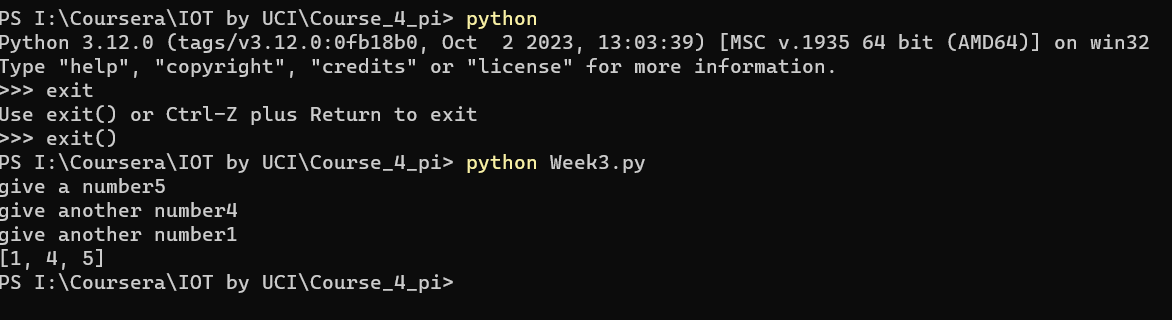 PS I:\Coursera\IOT by UCI\Course_4_pi> python
Python 3.12.0 (tags/v3.12.0:0fb18b0, Oct  2 2023, 13:03:39) [MSC v.1935 64 bit (AMD64)] on win32
Type "help", "copyright", "credits" or "license" for more information.
>>> exit
Use exit() or Ctrl-Z plus Return to exit
>>> exit()
PS I:\Coursera\IOT by UCI\Course_4_pi> python Week3.py
give a number5
give another number4
give another number1
[1, 4, 5]
PS I:\Coursera\IOT by UCI\Course_4_pi>